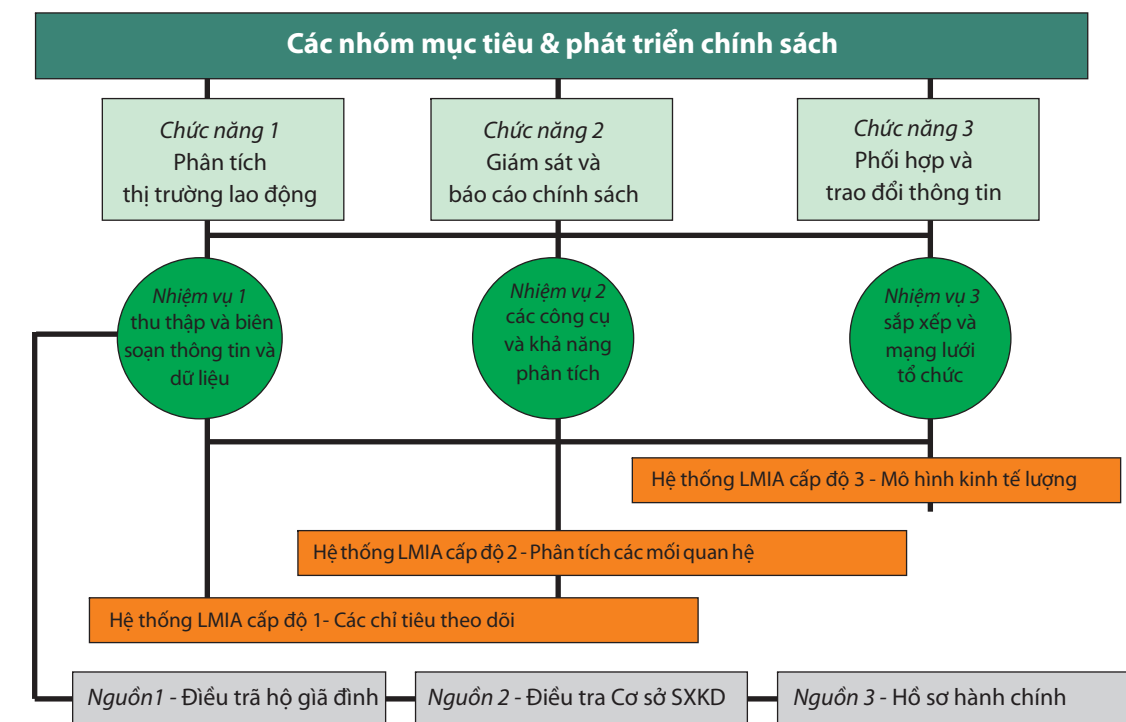 Các nhóm mục tiêu & phát triển chính sách
Chức năng 1
Phân tích
thị trường lao động
Chức năng 2
Giám sát và
báo cáo chính sách
Chức năng 3
Phối hợp và
trao đổi thông tin
Nhiệm vụ 1
thu thập và biên
soạn thông tin và
dữ liệu
Nhiệm vụ 2
các công cụ
và khả năng
phân tích
Nhiệm vụ 3
sắp xếp và
mạng lưới
tổ chức
Hệ thống LMIA cấp độ 3 - Mô hình kinh tế lượng
Hệ thống LMIA cấp độ 2 - Phân tích các mối quan hệ
Hệ thống LMIA cấp độ 1- Các chỉ tiêu theo dõi
Nguồn1 - Đìều trã hộ gìã đình
Nguồn 2 - Điều tra Cơ sở SXKD
Nguồn 3 - Hồ sơ hành chính